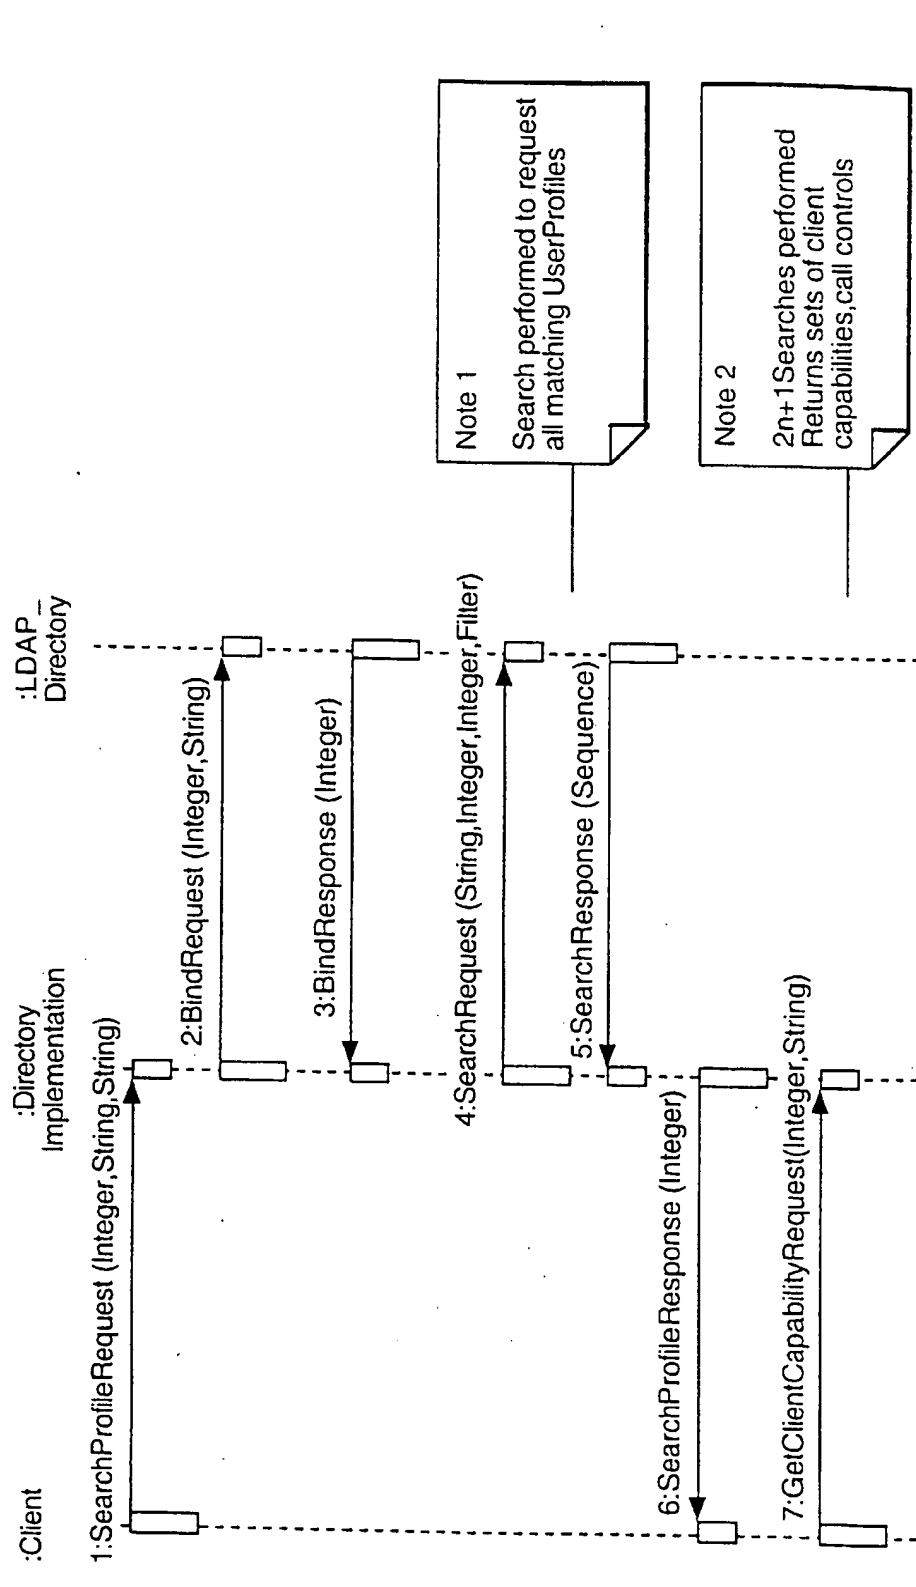 :Client
:Directory
Implementation
:LDAP_
Directory
1:SearchProfileRequest (Integer,String,String)
2:BindRequest (Integer,String)
3:BindResponse (Integer)
4:SearchRequest (String,Integer,Integer,Filter)
5:SearchResponse (Sequence)
6:SearchProfileResponse (Integer)
7:GetClientCapabilityRequest(Integer,String)
Note 1
Search performed to request
all matching UserProfiles
Note 2
2n+1Searches performed
Returns sets of client
capabilities,call controls